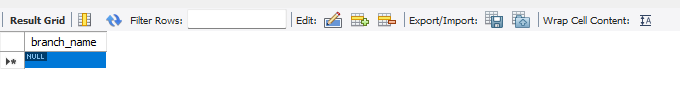 Result Grid Filter Rows: Edit: Export/Import: Wrap Cell Content:
branch_name
NULL